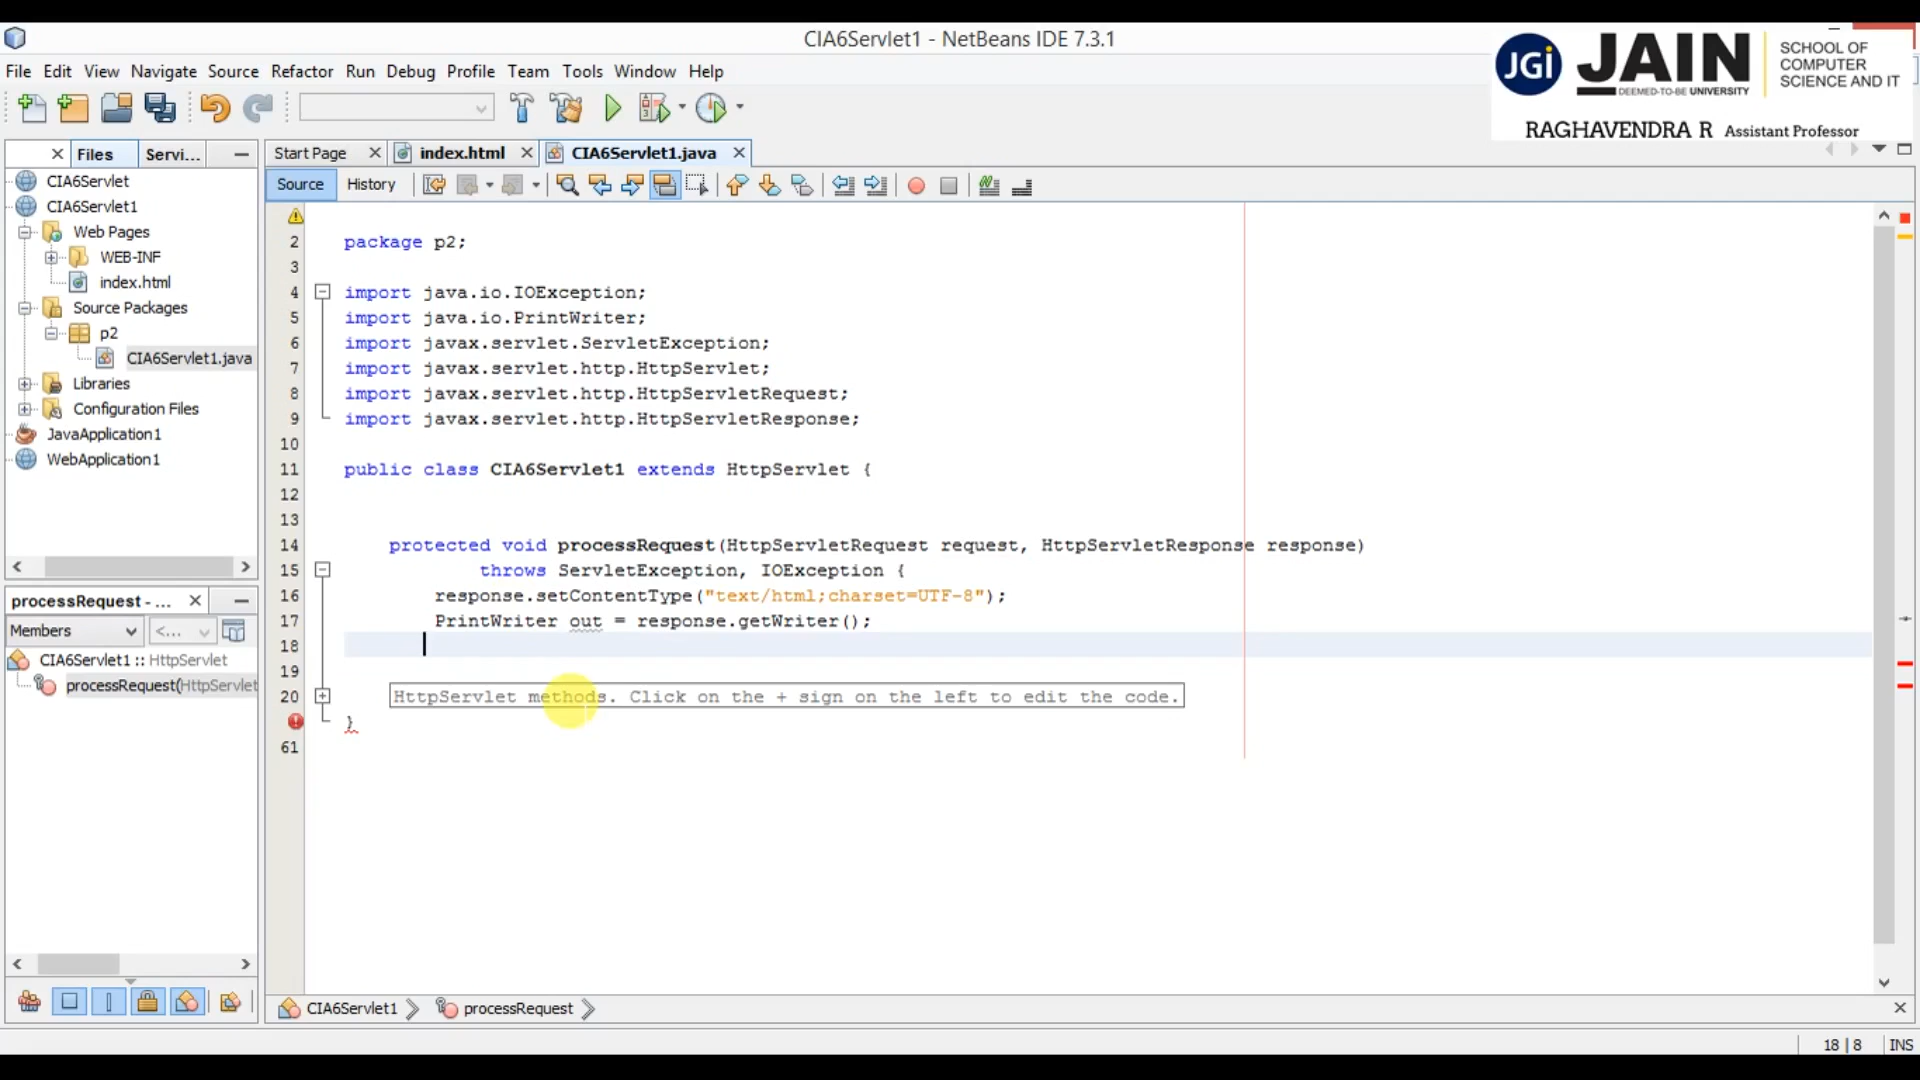 CIA6Servlet1 - NetBeans IDE 7.3.1
JGi JAIN
DEEMED-TO-BE UNIVERSITY
SCHOOL OF
COMPUTER
SCIENCE AND IT
RAGHAVENDRA R Assistant Professor
File Edit View Navigate Source Refactor Run Debug Profile Team Tools Window Help
Files Servi...
Start Page index.html CIA6Servlet1.java
Source History
CIA6Servlet
CIA6Servlet1
Web Pages
WEB-INF
index.html
Source Packages
p2
CIA6Servlet1.java
Libraries
Configuration Files
JavaApplication1
WebApplication1
processRequest - ...
Members <...
CIA6Servlet1 :: HttpServlet
processRequest(HttpServlet
2 package p2;
3
4 import java.io.IOException;
5 import java.io.PrintWriter;
6 import javax.servlet.ServletException;
7 import javax.servlet.http.HttpServlet;
8 import javax.servlet.http.HttpServletRequest;
9 import javax.servlet.http.HttpServletResponse;
10
11 public class CIA6Servlet1 extends HttpServlet {
12
13
14 protected void processRequest(HttpServletRequest request, HttpServletResponse response)
15 throws ServletException, IOException {
16 response.setContentType("text/html;charset=UTF-8");
17 PrintWriter out = response.getWriter();
18
19
20 HttpServlet methods. Click on the + sign on the left to edit the code.
}
61
CIA6Servlet1 processRequest
18 | 8 INS